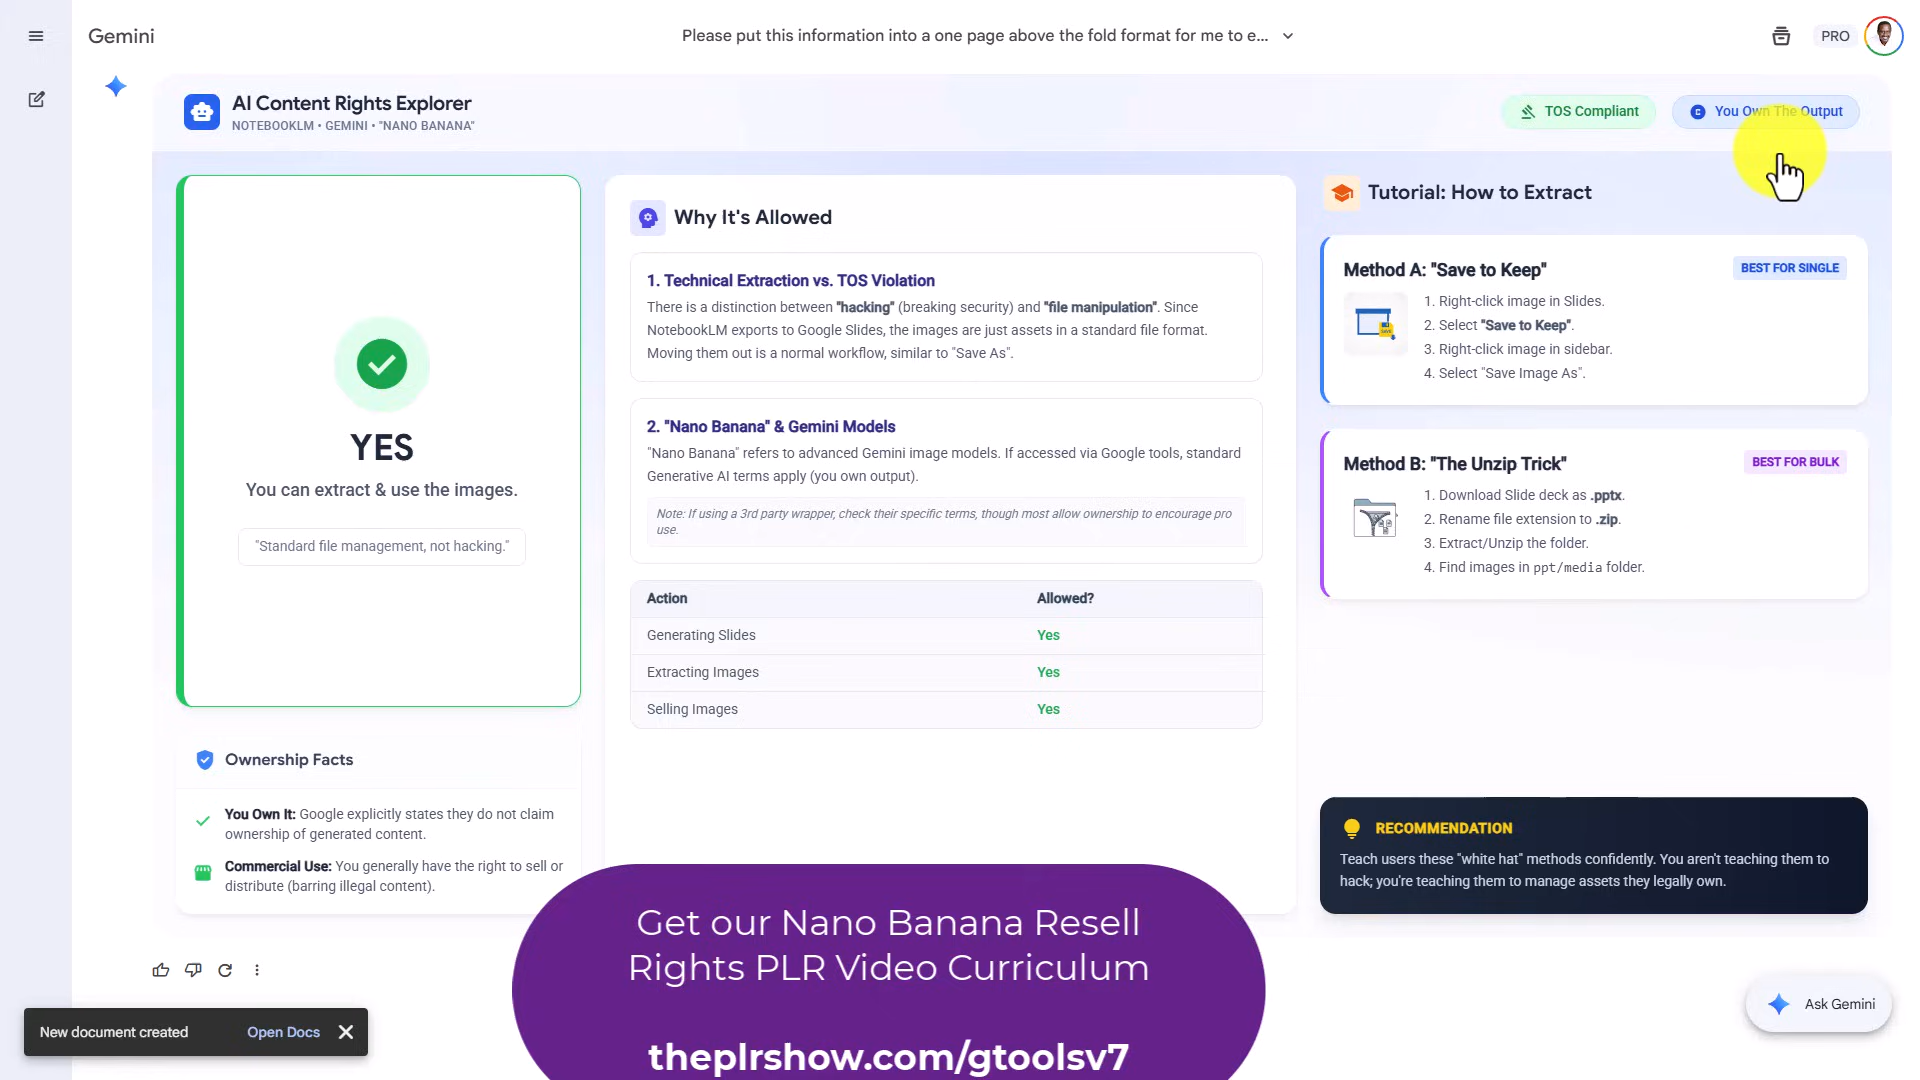 Gemini
Please put this information into a one page above the fold format for me to e...
PRO
AI Content Rights Explorer
NOTEBOOKLM • GEMINI • "NANO BANANA"
TOS Compliant
You Own The Output
YES
You can extract & use the images.
"Standard file management, not hacking."
Ownership Facts
You Own It: Google explicitly states they do not claim
ownership of generated content.
Commercial Use: You generally have the right to sell or
distribute (barring illegal content).
Why It's Allowed
1. Technical Extraction vs. TOS Violation
There is a distinction between "hacking" (breaking security) and "file manipulation". Since
NotebookLM exports to Google Slides, the images are just assets in a standard file format.
Moving them out is a normal workflow, similar to "Save As".
2. "Nano Banana" & Gemini Models
"Nano Banana" refers to advanced Gemini image models. If accessed via Google tools, standard
Generative AI terms apply (you own output).
Note: If using a 3rd party wrapper, check their specific terms, though most allow ownership to encourage pro
use.
Action Allowed?
Generating Slides Yes
Extracting Images Yes
Selling Images Yes
Tutorial: How to Extract
Method A: "Save to Keep"
BEST FOR SINGLE
1. Right-click image in Slides.
2. Select "Save to Keep".
3. Right-click image in sidebar.
4. Select "Save Image As".
Method B: "The Unzip Trick"
BEST FOR BULK
1. Download Slide deck as .pptx.
2. Rename file extension to .zip.
3. Extract/Unzip the folder.
4. Find images in ppt/media folder.
RECOMMENDATION
Teach users these "white hat" methods confidently. You aren't teaching them to
hack; you're teaching them to manage assets they legally own.
Get our Nano Banana Resell
Rights PLR Video Curriculum
theplrshow.com/gtoolsv7
New document created Open Docs
Ask Gemini